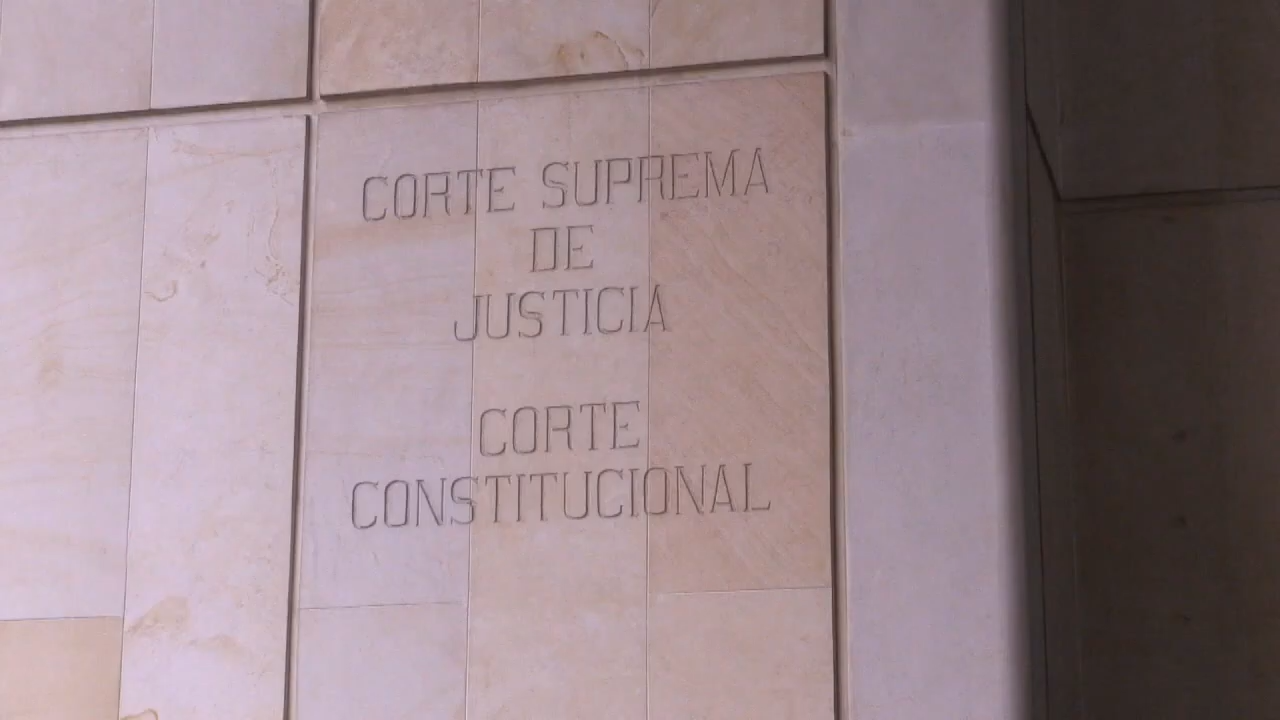 CORTE SUPREMA
DE
JUSTICIA
CORTE
CONSTITUCIONAL